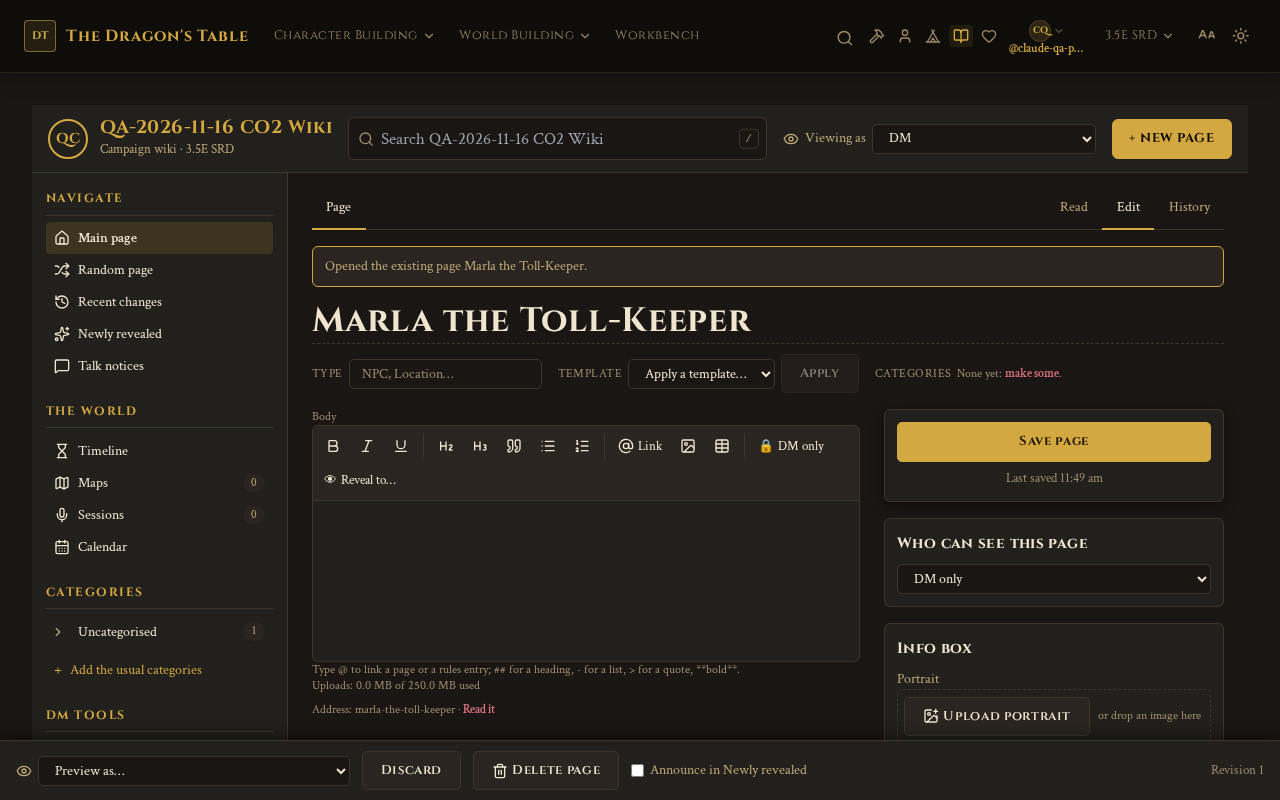 DT The Dragon's Table Character Building World Building Workbench CQ @claude-qa-p... 3.5E SRD AA
QC QA-2026-11-16 CO2 Wiki
Campaign wiki · 3.5E SRD
Search QA-2026-11-16 CO2 Wiki /
Viewing as DM
+ New page
Navigate
Main page
Random page
Recent changes
Newly revealed
Talk notices
The World
Timeline
Maps 0
Sessions 0
Calendar
Categories
Uncategorised 1
+ Add the usual categories
DM Tools
Page Read Edit History
Opened the existing page Marla the Toll-Keeper.
Marla the Toll-Keeper
Type NPC, Location... Template Apply a template... Apply Categories None yet: make some.
Body
B I U H2 H3 Link DM only
Reveal to...
Type @ to link a page or a rules entry; ## for a heading, - for a list, > for a quote, **bold**.
Uploads: 0.0 MB of 250.0 MB used
Address: marla-the-toll-keeper · Read it
Save page
Last saved 11:49 am
Who can see this page
DM only
Info box
Portrait
Upload portrait or drop an image here
Preview as... Discard Delete page Announce in Newly revealed Revision 1